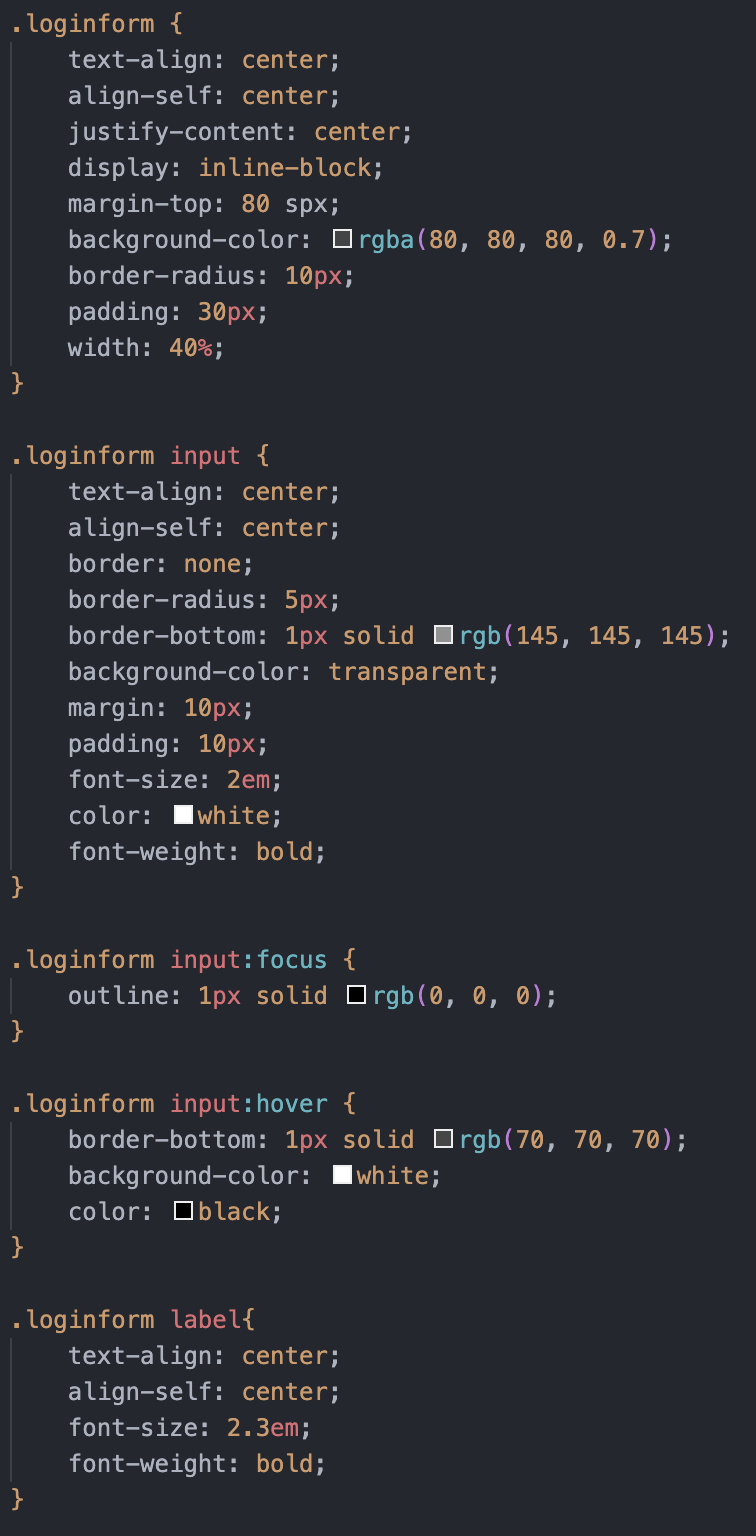 .loginform {
    text-align: center;
    align-self: center;
    justify-content: center;
    display: inline-block;
    margin-top: 80 spx;
    background-color: rgba(80, 80, 80, 0.7);
    border-radius: 10px;
    padding: 30px;
    width: 40%;
}

.loginform input {
    text-align: center;
    align-self: center;
    border: none;
    border-radius: 5px;
    border-bottom: 1px solid rgb(145, 145, 145);
    background-color: transparent;
    margin: 10px;
    padding: 10px;
    font-size: 2em;
    color: white;
    font-weight: bold;
}

.loginform input:focus {
    outline: 1px solid rgb(0, 0, 0);
}

.loginform input:hover {
    border-bottom: 1px solid rgb(70, 70, 70);
    background-color: white;
    color: black;
}

.loginform label{
    text-align: center;
    align-self: center;
    font-size: 2.3em;
    font-weight: bold;
}